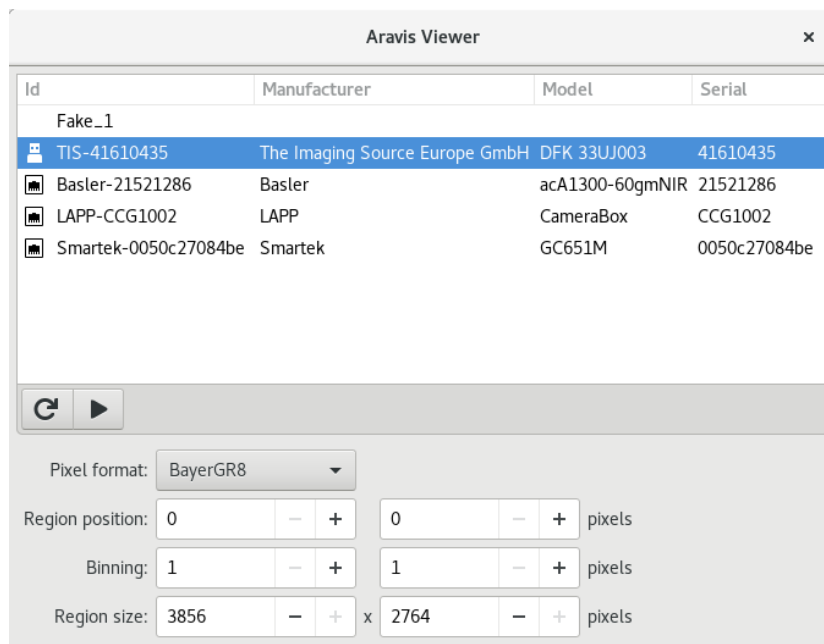 Aravis Viewer ×
Id Manufacturer Model Serial
Fake_1
TIS-41610435 The Imaging Source Europe GmbH DFK 33UJ003 41610435
Basler-21521286 Basler acA1300-60gmNIR 21521286
LAPP-CCG1002 LAPP CameraBox CCG1002
Smartek-0050c27084be Smartek GC651M 0050c27084be
Pixel format: BayerGR8
Region position: 0 − + 0 − + pixels
Binning: 1 − + 1 − + pixels
Region size: 3856 − + x 2764 − + pixels